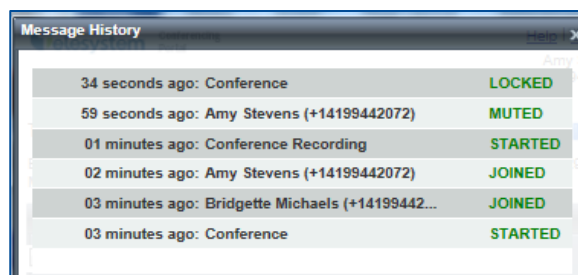 Message History
Help
Amy
34 seconds ago: Conference LOCKED
59 seconds ago: Amy Stevens (+14199442072) MUTED
01 minutes ago: Conference Recording STARTED
02 minutes ago: Amy Stevens (+14199442072) JOINED
03 minutes ago: Bridgette Michaels (+14199442... JOINED
03 minutes ago: Conference STARTED